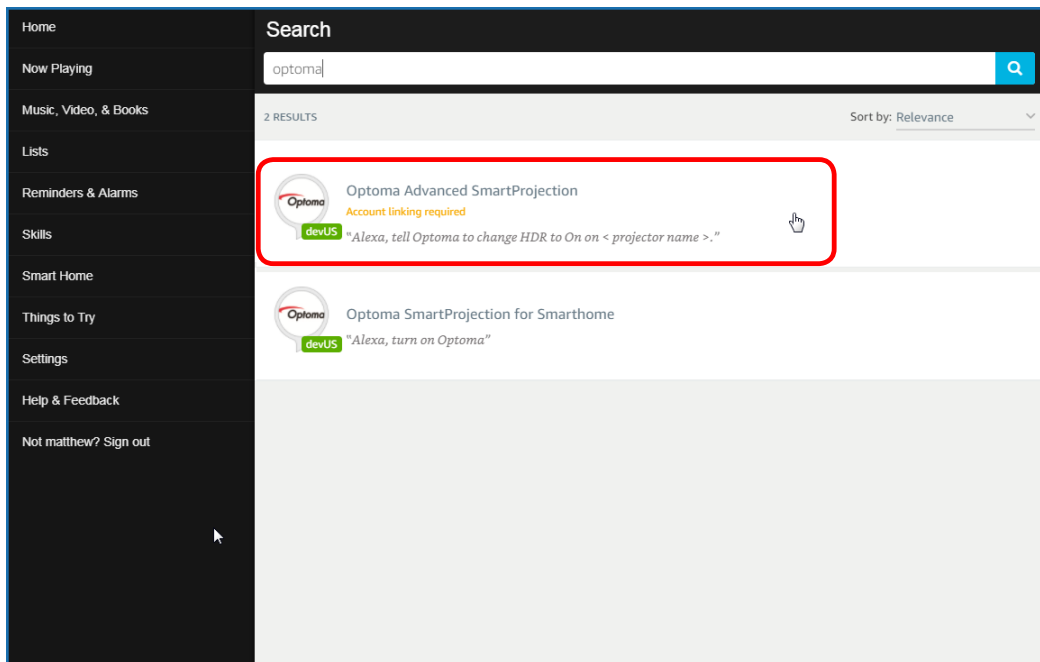 Home
Now Playing
Music, Video, & Books
Lists
Reminders & Alarms
Skills
Smart Home
Things to Try
Settings
Help & Feedback
Not matthew? Sign out
Search
optoma
2 RESULTS
Sort by: Relevance
Optoma
devUS
Optoma Advanced SmartProjection
Account linking required
"Alexa, tell Optoma to change HDR to On on < projector name >."
Optoma
devUS
Optoma SmartProjection for Smarthome
"Alexa, turn on Optoma"